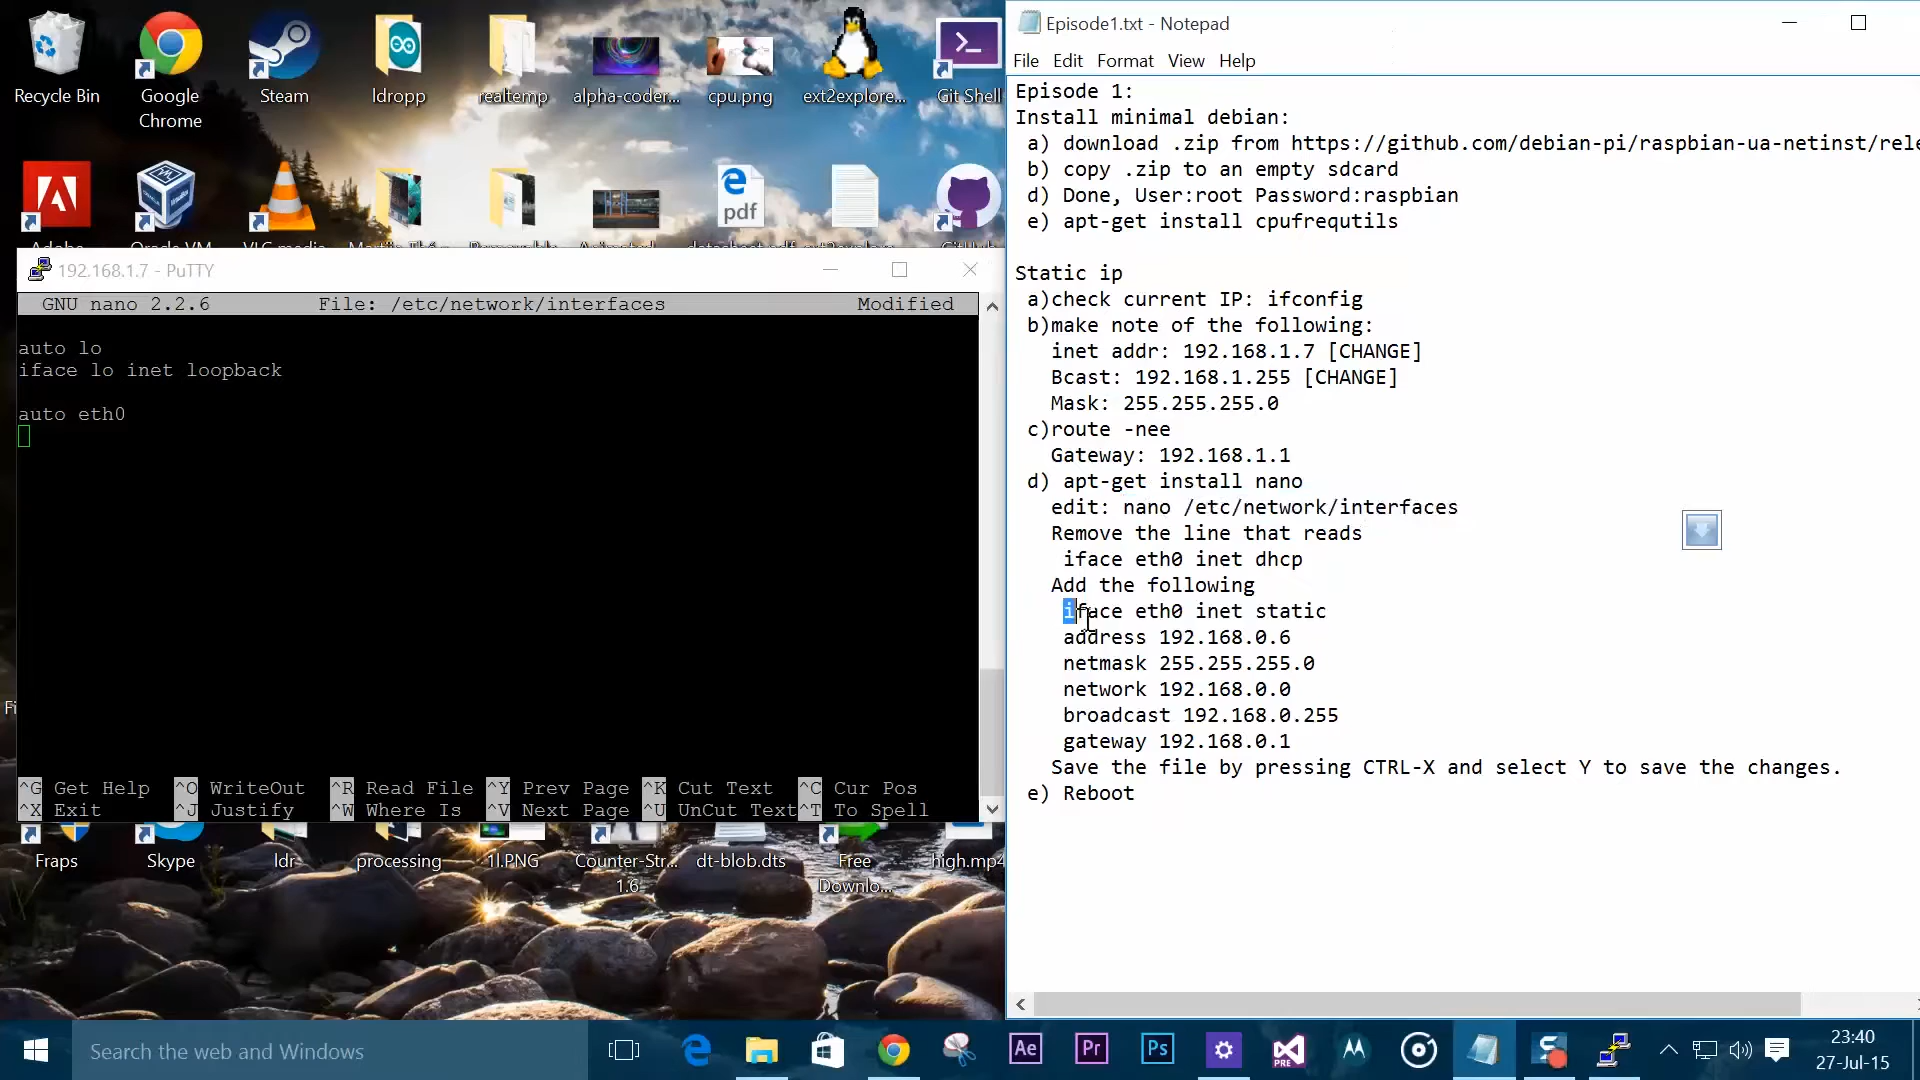 Recycle Bin
Google Chrome
Steam
ldropp
realtemp
alpha-coder...
cpu.png
ext2explore...
Git Shell
pdf
192.168.1.7 - PuTTY
GNU nano 2.2.6 File: /etc/network/interfaces Modified
auto lo
iface lo inet loopback
auto eth0
^G Get Help ^O WriteOut ^R Read File ^Y Prev Page ^K Cut Text ^C Cur Pos
^X Exit ^J Justify ^W Where Is ^V Next Page ^U UnCut Text ^T To Spell
Fraps
Skype
ldr
processing
1l.PNG
Counter-Str... 1.6
dt-blob.dts
Free Downlo...
high.mp4
Episode1.txt - Notepad
File Edit Format View Help
Episode 1:
Install minimal debian:
a) download .zip from https://github.com/debian-pi/raspbian-ua-netinst/rele
b) copy .zip to an empty sdcard
d) Done, User:root Password:raspbian
e) apt-get install cpufrequtils
Static ip
a)check current IP: ifconfig
b)make note of the following:
inet addr: 192.168.1.7 [CHANGE]
Bcast: 192.168.1.255 [CHANGE]
Mask: 255.255.255.0
c)route -nee
Gateway: 192.168.1.1
d) apt-get install nano
edit: nano /etc/network/interfaces
Remove the line that reads
iface eth0 inet dhcp
Add the following
iface eth0 inet static
address 192.168.0.6
netmask 255.255.255.0
network 192.168.0.0
broadcast 192.168.0.255
gateway 192.168.0.1
Save the file by pressing CTRL-X and select Y to save the changes.
e) Reboot
Search the web and Windows
Ae
Pr
Ps
PRE
23:40
27-Jul-15